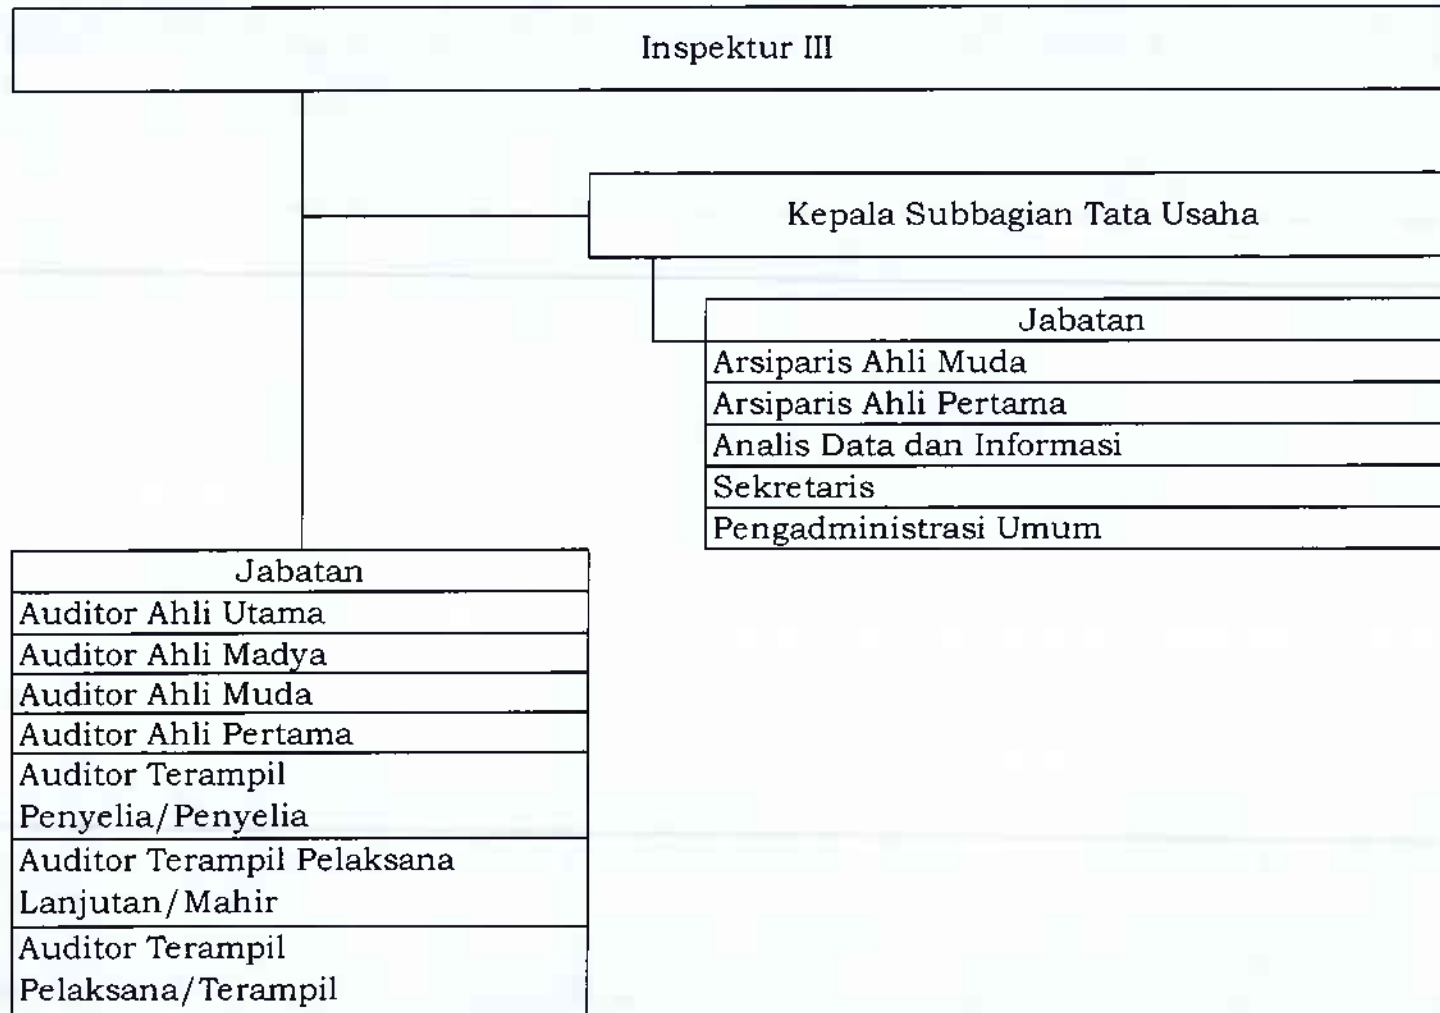 Inspektur III
Kepala Subbagian Tata Usaha
Jabatan
Arsiparis Ahli Muda
Arsiparis Ahli Pertama
Analis Data dan Informasi
Sekretaris
Pengadministrasi Umum
Jabatan
Auditor Ahli Utama
Auditor Ahli Madya
Auditor Ahli Muda
Auditor Ahli Pertama
Auditor Terampil
Penyelia/Penyelia
Auditor Terampil Pelaksana
Lanjutan/Mahir
Auditor Terampil
Pelaksana/Terampil